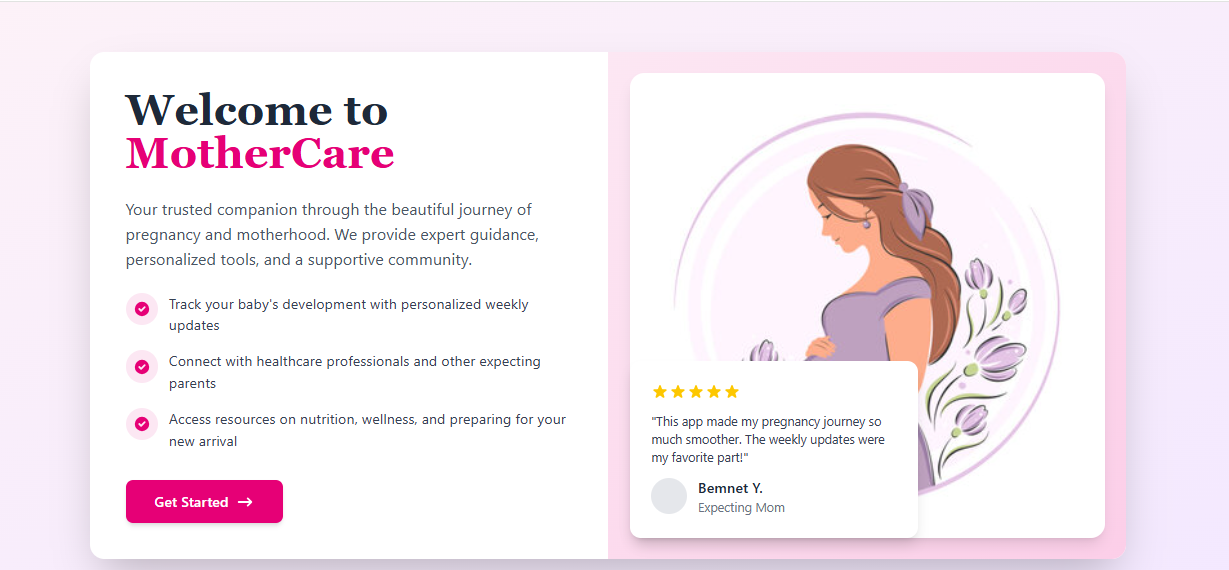 Welcome to
MotherCare
Your trusted companion through the beautiful journey of
pregnancy and motherhood. We provide expert guidance,
personalized tools, and a supportive community.
Track your baby's development with personalized weekly
updates
Connect with healthcare professionals and other expecting
parents
Access resources on nutrition, wellness, and preparing for your
new arrival
Get Started →
"This app made my pregnancy journey so
much smoother. The weekly updates were
my favorite part!"
Bemnet Y.
Expecting Mom